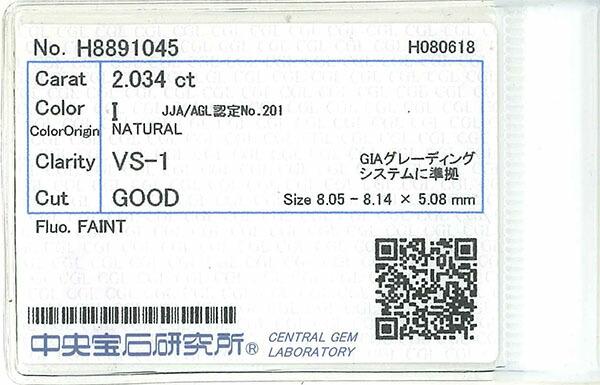 No. H8891045 H080618
Carat 2.034 ct
Color I JJA/AGL認定No.201
ColorOrigin NATURAL
Clarity VS-1 GIAグレーディング
システムに準拠
Cut GOOD Size 8.05 - 8.14 × 5.08 mm
Fluo. FAINT
中央宝石研究所® CENTRAL GEM
LABORATORY